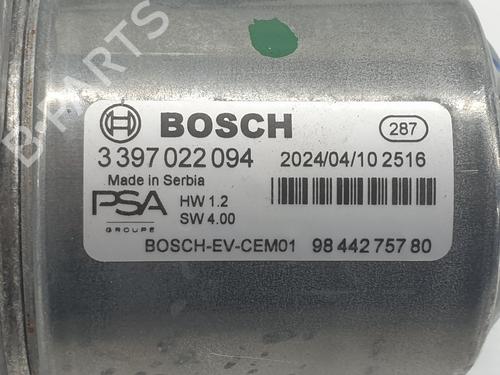 BOSCH 287
3 397 022 094 2024/04/10 2516
Made in Serbia
PSA HW 1.2
SW 4.00
GROUPE
BOSCH-EV-CEM01 98 442 757 80
B-PARTS